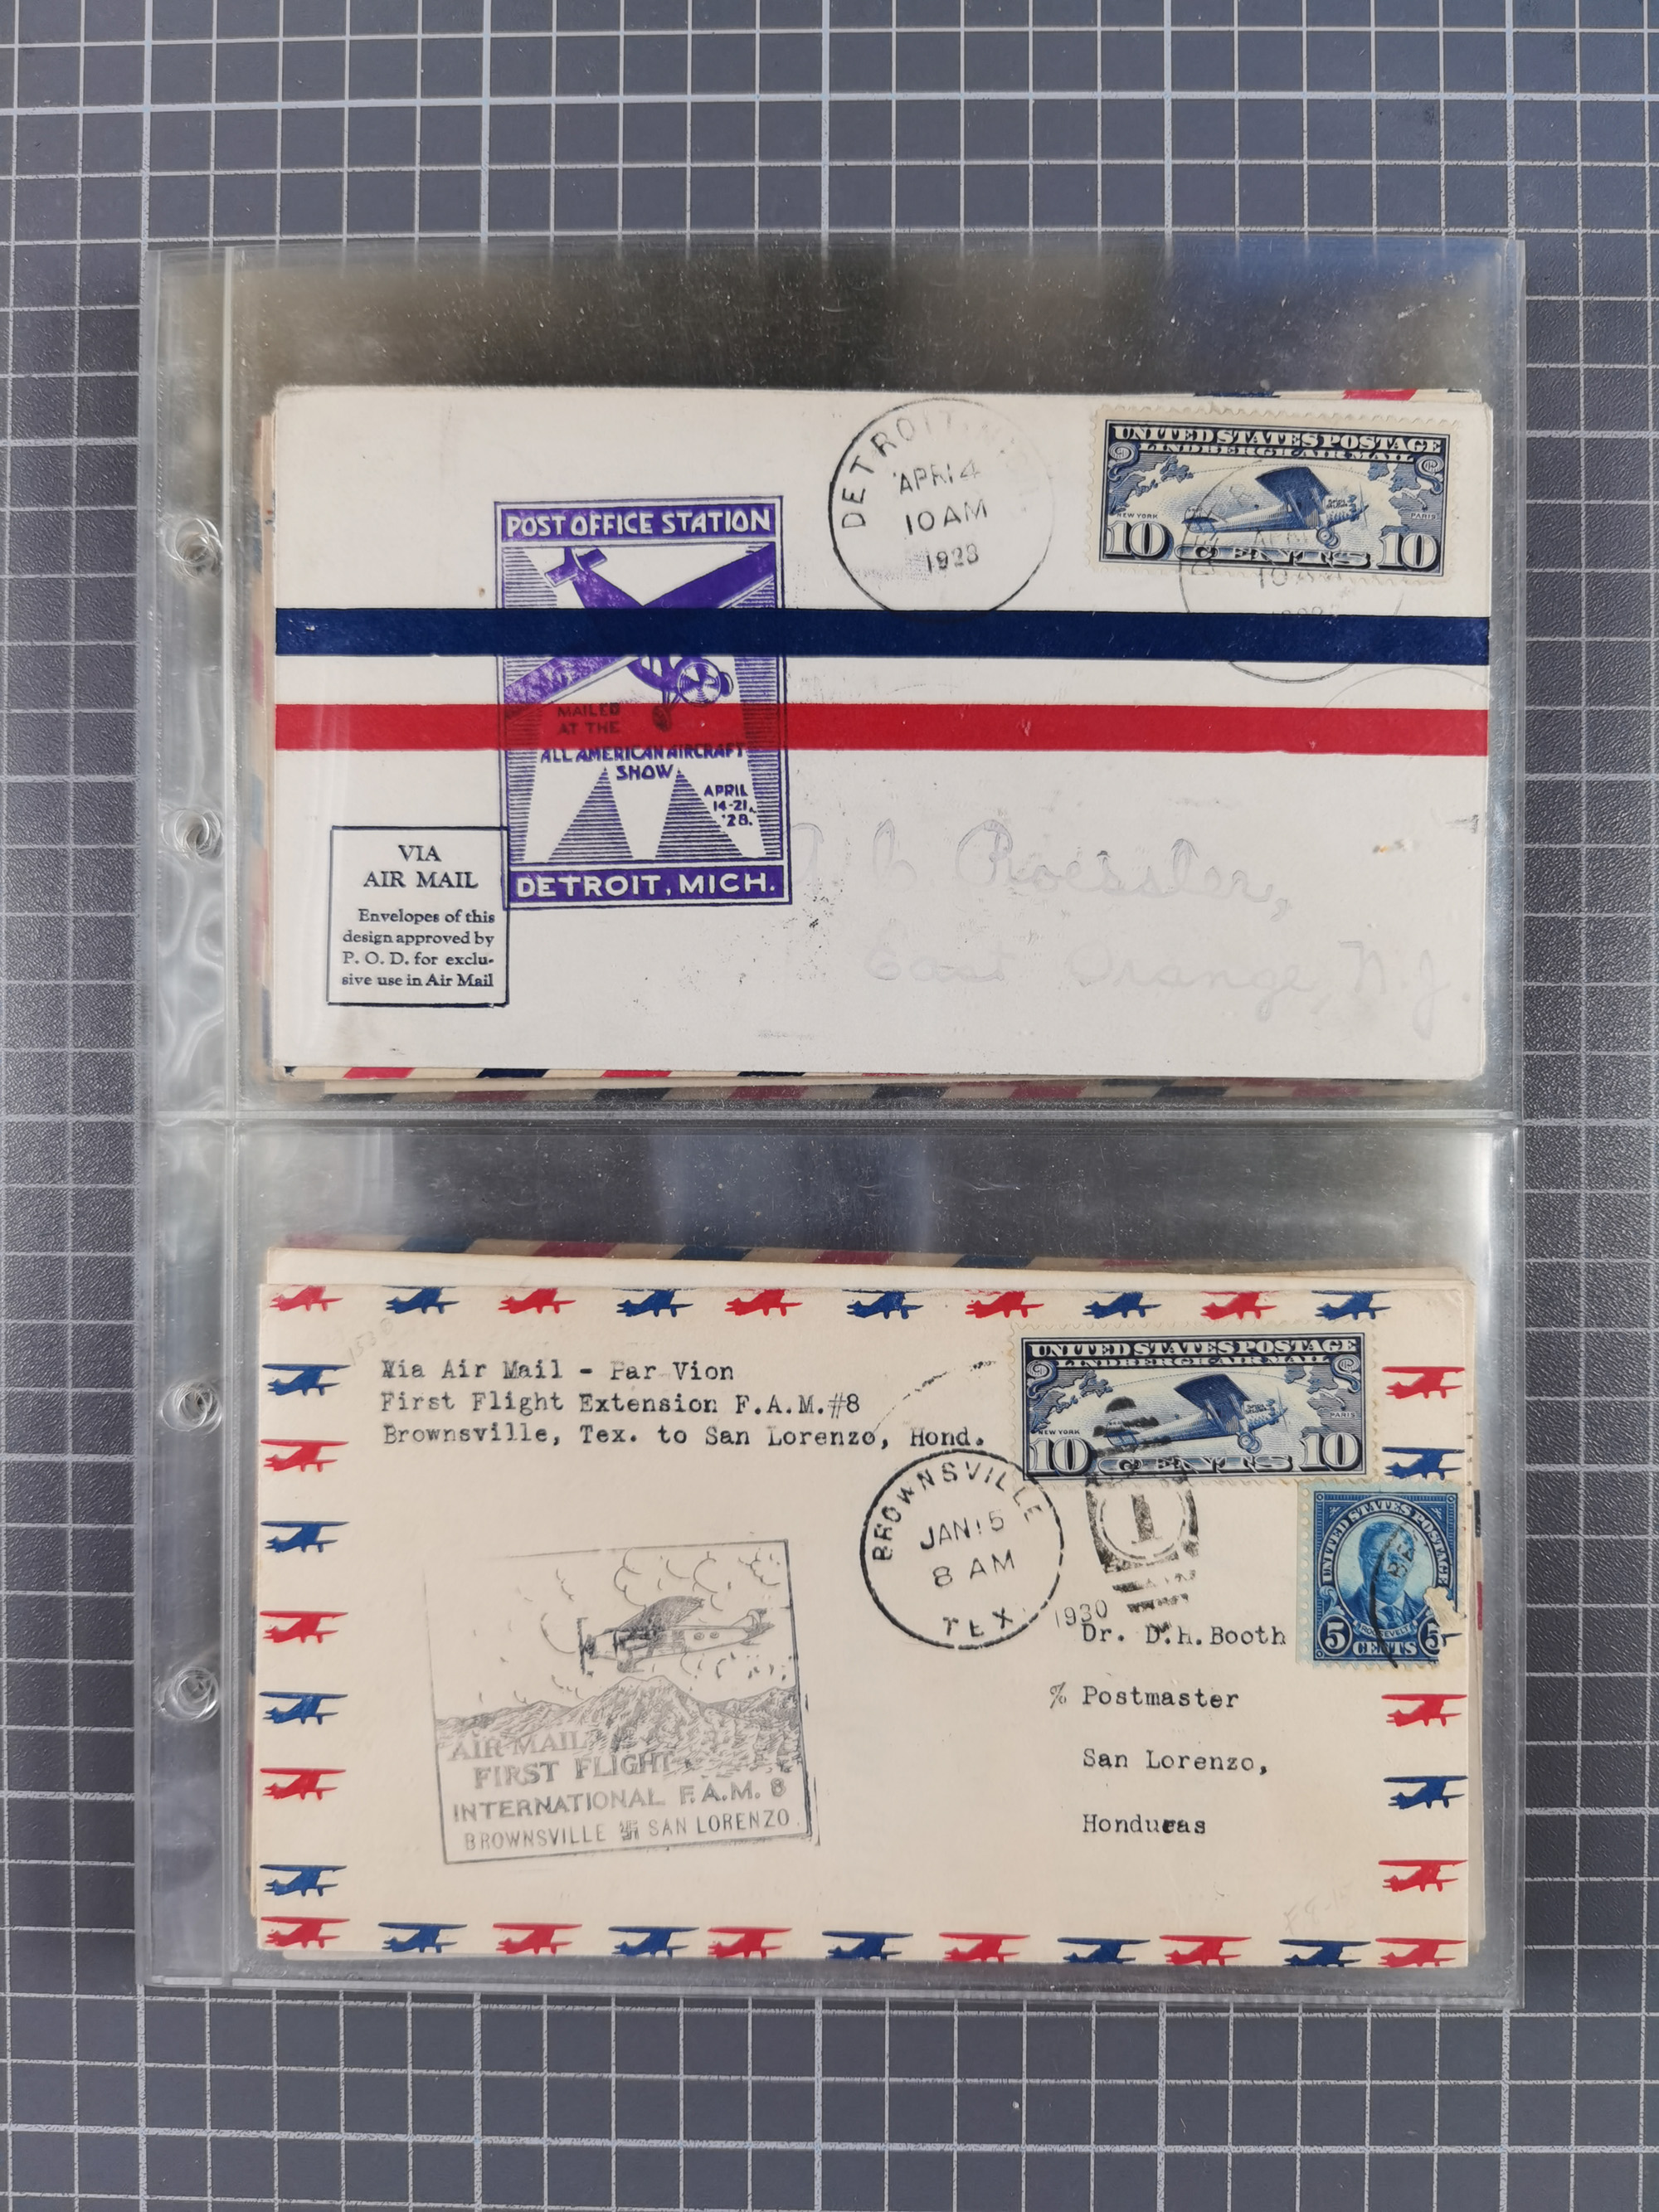 DETROIT, MICH.
APR 14
10 AM
1928
UNITED STATES POSTAGE
LINDBERGH AIR MAIL
NEW YORK
PARIS
10 CENTS 10
10 AM
POST OFFICE STATION
MAILED
AT THE
ALL AMERICAN AIRCRAFT
SHOW
APRIL
14-21,
'28.
DETROIT, MICH.
VIA
AIR MAIL
Envelopes of this
design approved by
P. O. D. for exclu-
sive use in Air Mail
Roessler,
East Orange, N.J.
Via Air Mail - Par Vion
First Flight Extension F.A.M.#8
Brownsville, Tex. to San Lorenzo, Hond.
UNITED STATES POSTAGE
LINDBERGH AIR MAIL
NEW YORK
PARIS
10 CENTS 10
BROWNSVILLE
JAN 15
8 AM
TEX.
1930
1
UNITED STATES POSTAGE
ROOSEVELT
5 CENTS 5
Dr. D.H.Booth
% Postmaster
San Lorenzo,
Honduras
AIR MAIL
FIRST FLIGHT
INTERNATIONAL F.A.M. 8
BROWNSVILLE SAN LORENZO